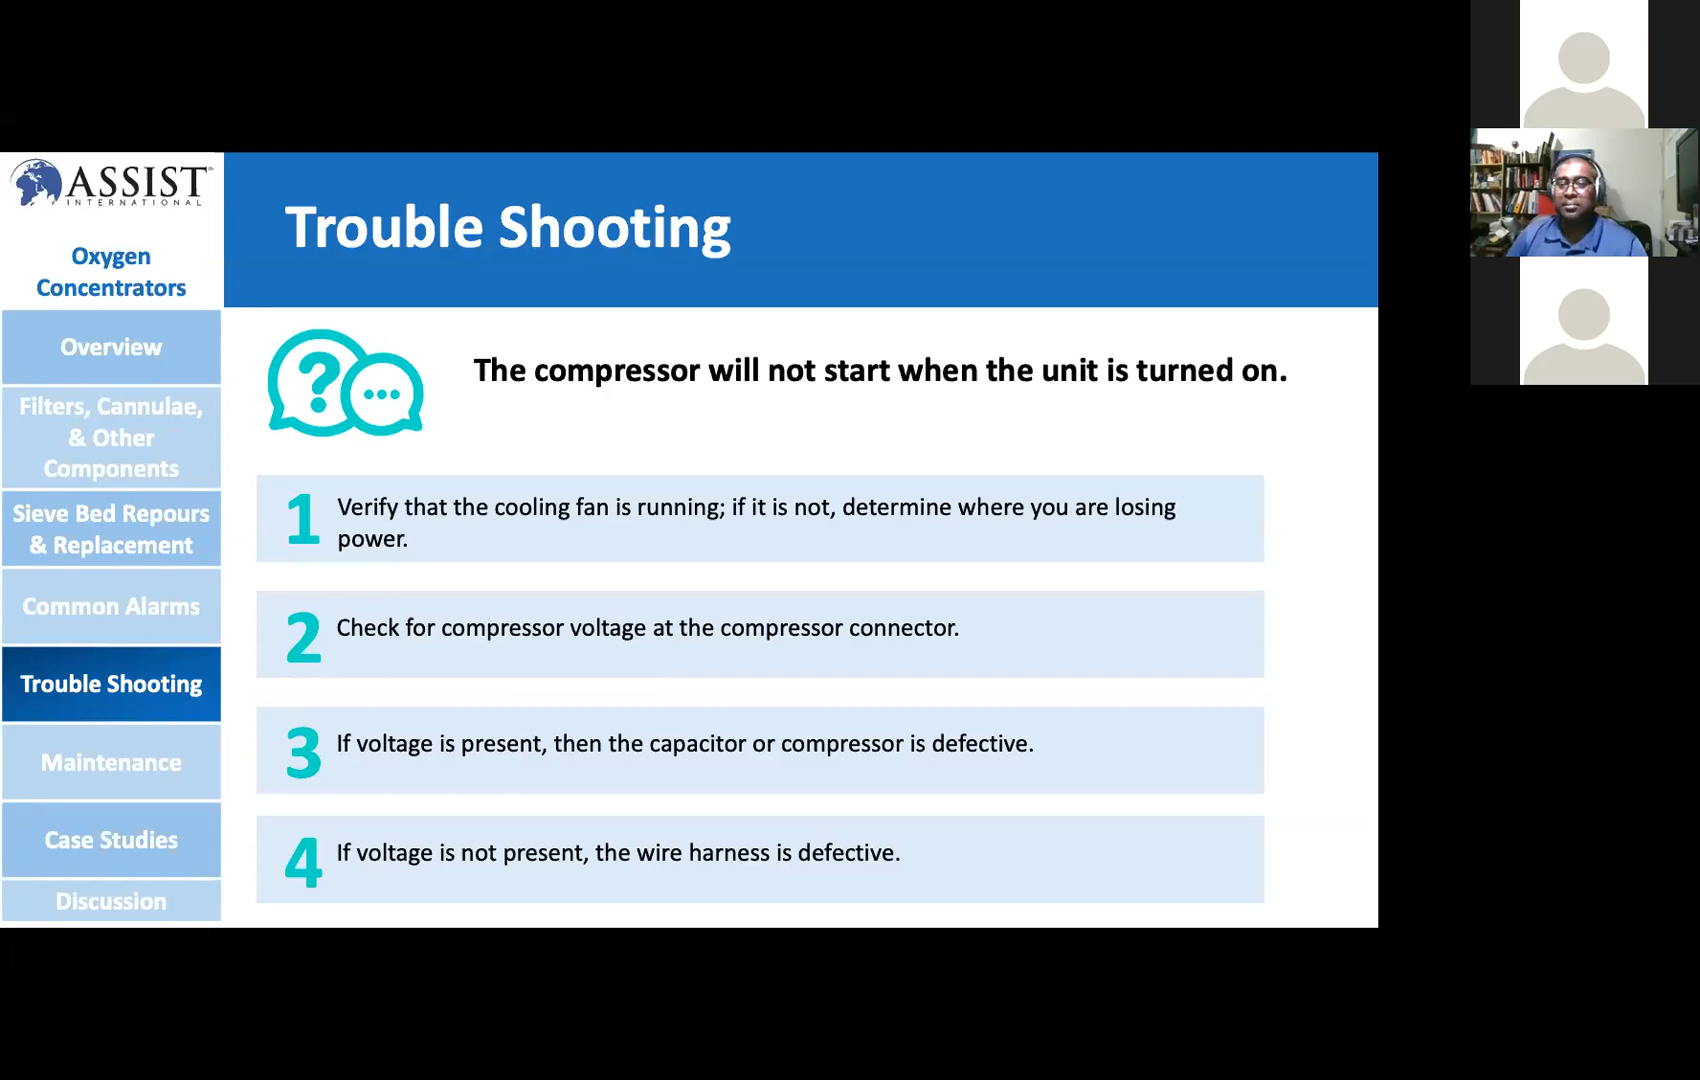 ASSIST
INTERNATIONAL
Oxygen
Concentrators
Overview
Filters, Cannulae,
& Other
Components
Sieve Bed Repours
& Replacement
Common Alarms
Trouble Shooting
Maintenance
Case Studies
Discussion
Trouble Shooting
?
The compressor will not start when the unit is turned on.
1 Verify that the cooling fan is running; if it is not, determine where you are losing
power.
2 Check for compressor voltage at the compressor connector.
3 If voltage is present, then the capacitor or compressor is defective.
4 If voltage is not present, the wire harness is defective.